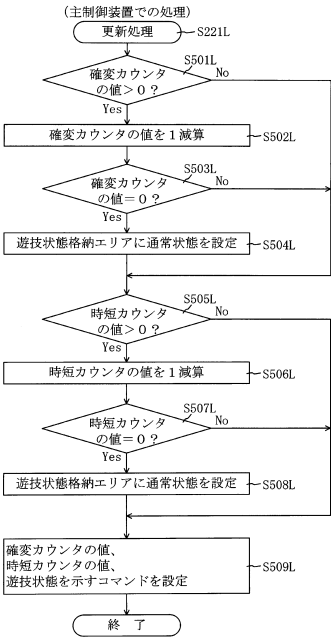 (主制御装置での処理)
更新処理
S221L
S501L
確変カウンタ
の値>0?
No
Yes
確変カウンタの値を1減算
S502L
S503L
確変カウンタ
の値=0?
No
Yes
遊技状態格納エリアに通常状態を設定
S504L
S505L
時短カウンタ
の値>0?
No
Yes
時短カウンタの値を1減算
S506L
S507L
時短カウンタ
の値=0?
No
Yes
遊技状態格納エリアに通常状態を設定
S508L
確変カウンタの値、
時短カウンタの値、
遊技状態を示すコマンドを設定
S509L
終 了